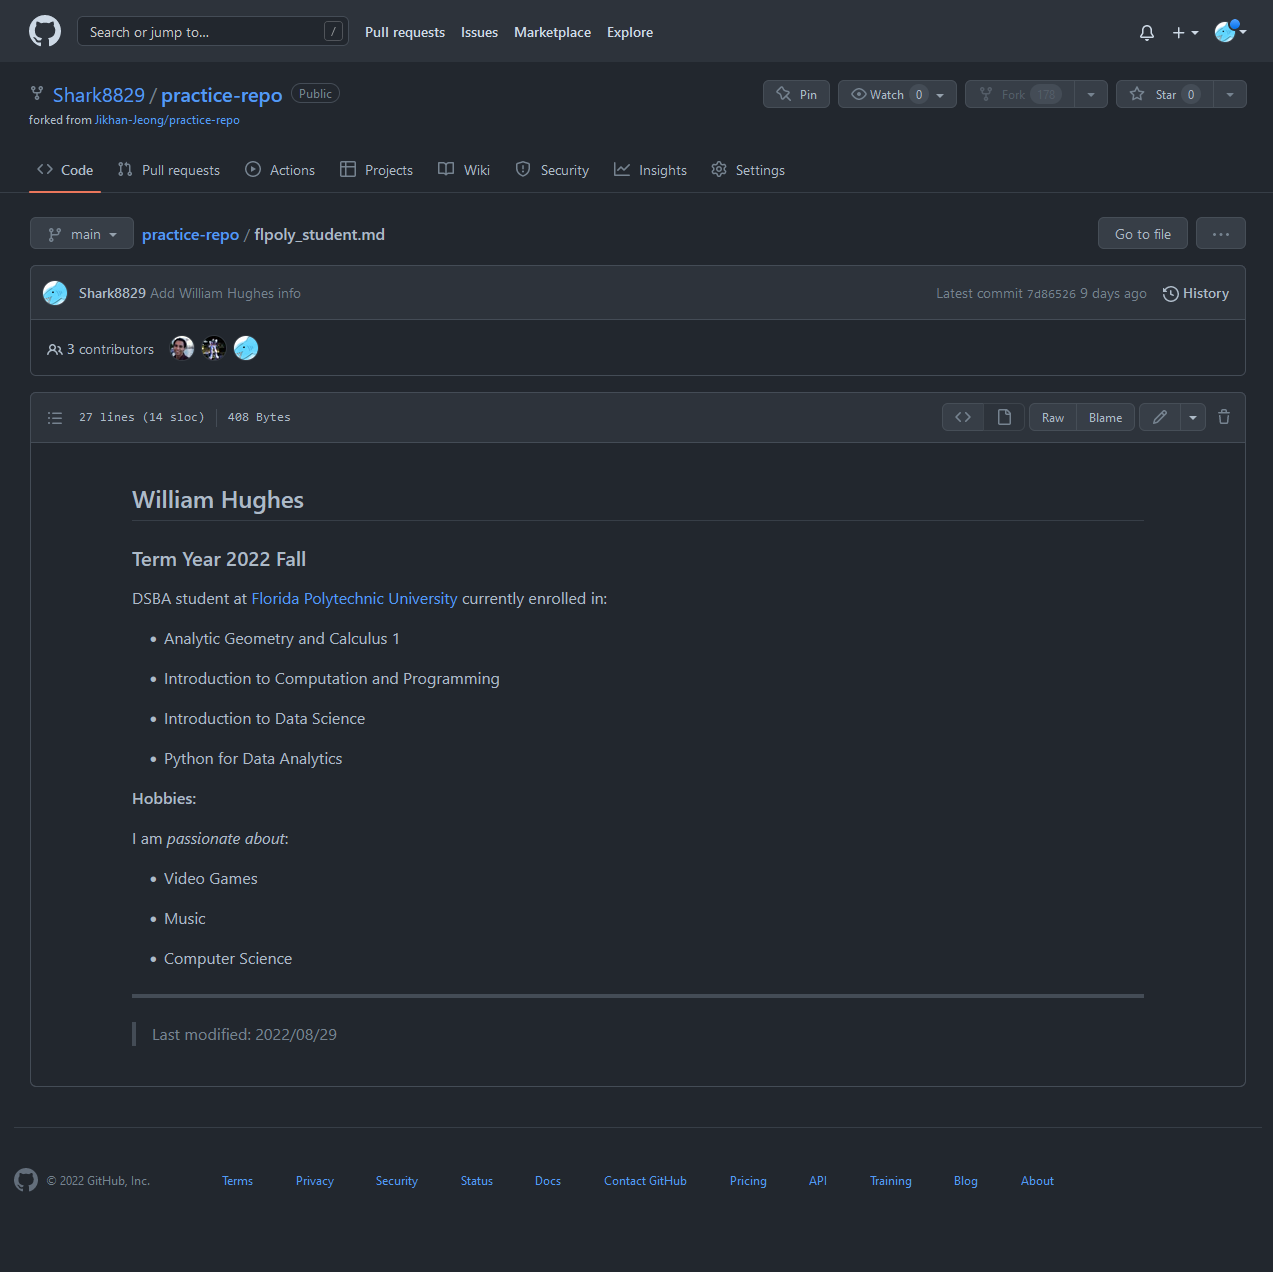 Search or jump to... /
Pull requests Issues Marketplace Explore
Shark8829 / practice-repo Public
Pin Watch 0 Fork 173 Star 0
forked from Jikhan-Jeong/practice-repo
Code Pull requests Actions Projects Wiki Security Insights Settings
main practice-repo / flpoly_student.md Go to file ...
Shark8829 Add William Hughes info Latest commit 7d86526 9 days ago History
3 contributors
27 lines (14 sloc) 408 Bytes <> Raw Blame
William Hughes
Term Year 2022 Fall
DSBA student at Florida Polytechnic University currently enrolled in:
• Analytic Geometry and Calculus 1
• Introduction to Computation and Programming
• Introduction to Data Science
• Python for Data Analytics
Hobbies:
I am passionate about:
• Video Games
• Music
• Computer Science
Last modified: 2022/08/29
© 2022 GitHub, Inc. Terms Privacy Security Status Docs Contact GitHub Pricing API Training Blog About